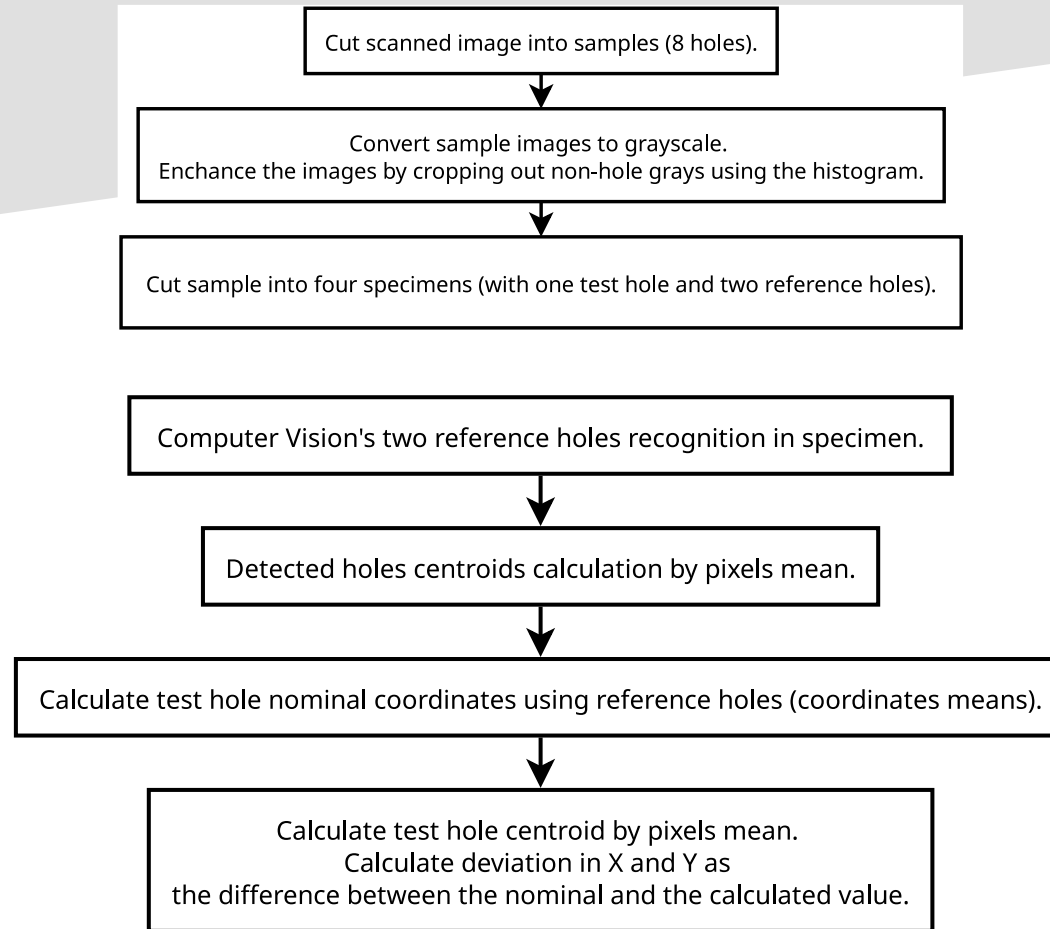 Cut scanned image into samples (8 holes).
Convert sample images to grayscale.
Enchance the images by cropping out non-hole grays using the histogram.
Cut sample into four specimens (with one test hole and two reference holes).
Computer Vision's two reference holes recognition in specimen.
Detected holes centroids calculation by pixels mean.
Calculate test hole nominal coordinates using reference holes (coordinates means).
Calculate test hole centroid by pixels mean.
Calculate deviation in X and Y as
the difference between the nominal and the calculated value.